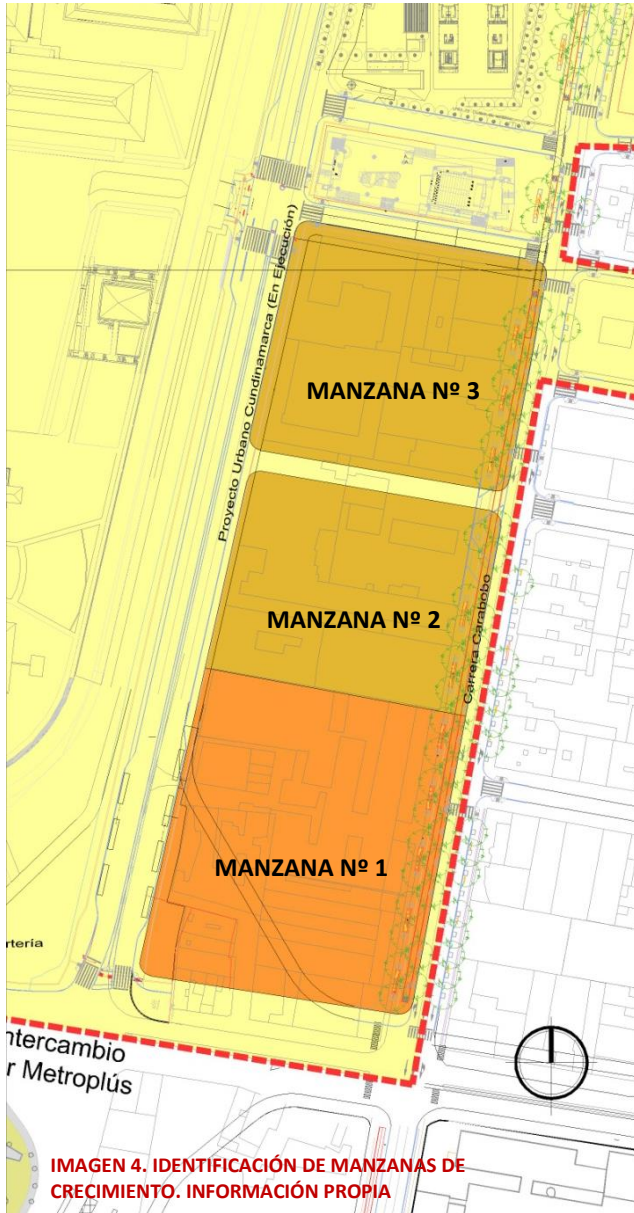 Proyecto Urbano Cundinamarca (En Ejecución)
MANZANA Nº 3
MANZANA Nº 2
Carrera Carabobo
MANZANA Nº 1
rteria
ntercambio
r Metroplús
IMAGEN 4. IDENTIFICACIÓN DE MANZANAS DE
CRECIMIENTO. INFORMACIÓN PROPIA